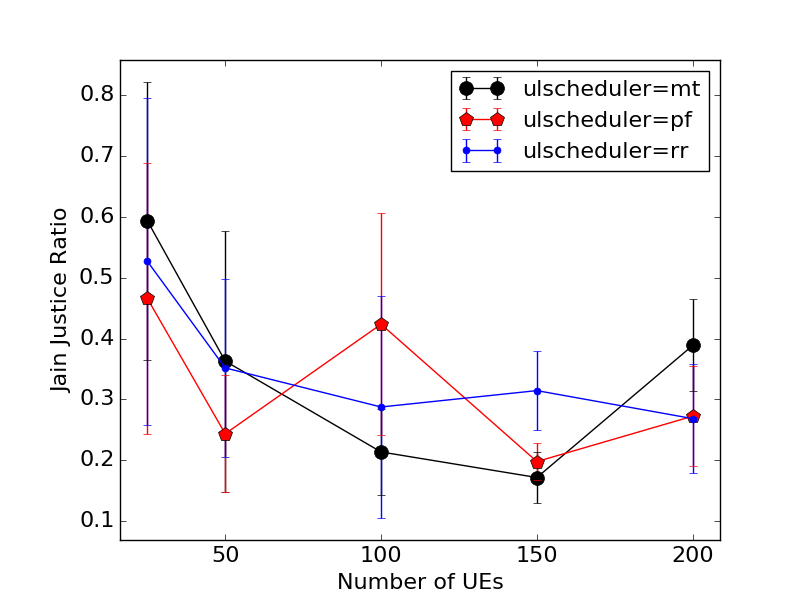 ulscheduler=mt
ulscheduler=pf
ulscheduler=rr
Jain Justice Ratio
0.8
0.7
0.6
0.5
0.4
0.3
0.2
0.1
50
100
150
200
Number of UEs